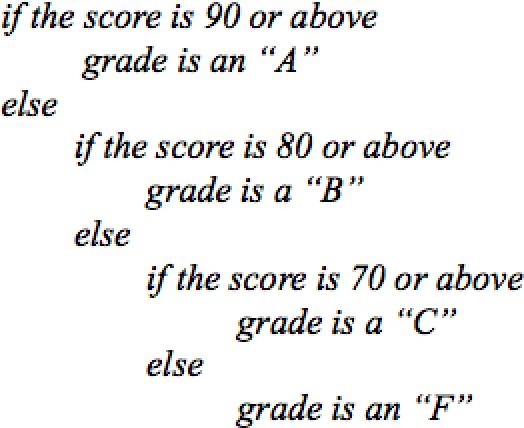 if the score is 90 or above
grade is an “A”
else
if the score is 80 or above
grade is a “B”
else
if the score is 70 or above
grade is a “C”
else
grade is an “F”